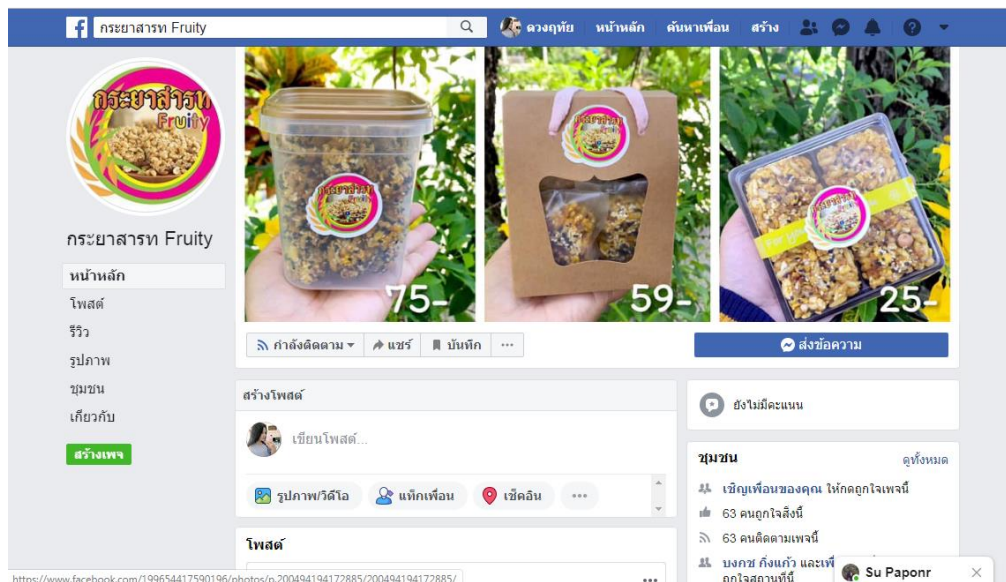 กระยาสารท Fruity
ดวงฤทัย หน้าหลัก ค้นหาเพื่อน สร้าง
กระยาสารท
Fruity
75-
59-
25-
For you
กระยาสารท Fruity
หน้าหลัก
โพสต์
รีวิว
รูปภาพ
ชุมชน
เกี่ยวกับ
สร้างเพจ
กำลังติดตาม แชร์ บันทึก ...
ส่งข้อความ
สร้างโพสต์
เขียนโพสต์...
รูปภาพ/วิดีโอ แท็กเพื่อน เช็คอิน ...
โพสต์
ยังไม่มีคะแนน
ชุมชน ดูทั้งหมด
เชิญเพื่อนของคุณ ให้กดถูกใจเพจนี้
63 คนถูกใจสิ่งนี้
63 คนติดตามเพจนี้
บงกช กิ่งแก้ว และเพื่
ถูกใจสถานที่นี้
Su Paponr
https://www.facebook.com/199654417590196/photos/p.200494194172885/200494194172885/